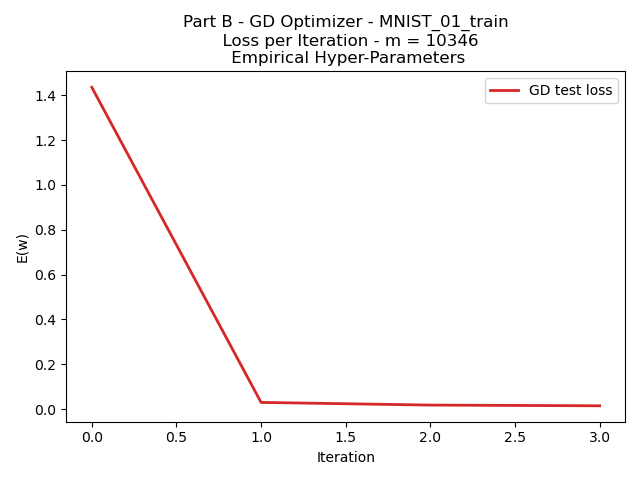 Part B - GD Optimizer - MNIST_01_train
Loss per Iteration - m = 10346
Empirical Hyper-Parameters
GD test loss
1.4
1.2
1.0
0.8
0.6
0.4
0.2
0.0
E(w)
0.0 0.5 1.0 1.5 2.0 2.5 3.0
Iteration